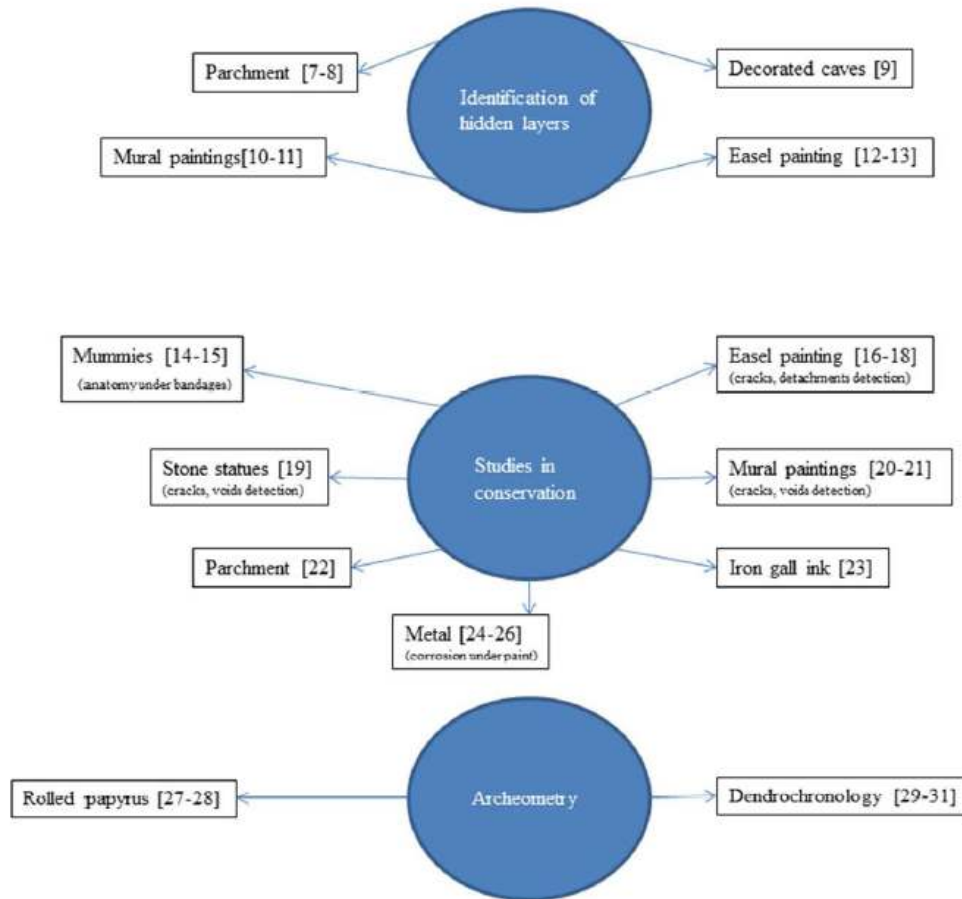 Parchment [7-8]
Decorated caves [9]
Identification of
hidden layers
Mural paintings[10-11]
Easel painting [12-13]
Mummies [14-15]
(anatomy under bandages)
Easel painting [16-18]
(cracks, detachments detection)
Stone statues [19]
(cracks, voids detection)
Studies in
conservation
Mural paintings [20-21]
(cracks, voids detection)
Parchment [22]
Iron gall ink [23]
Metal [24-26]
(corrosion under paint)
Rolled papyrus [27-28]
Archeometry
Dendrochronology [29-31]